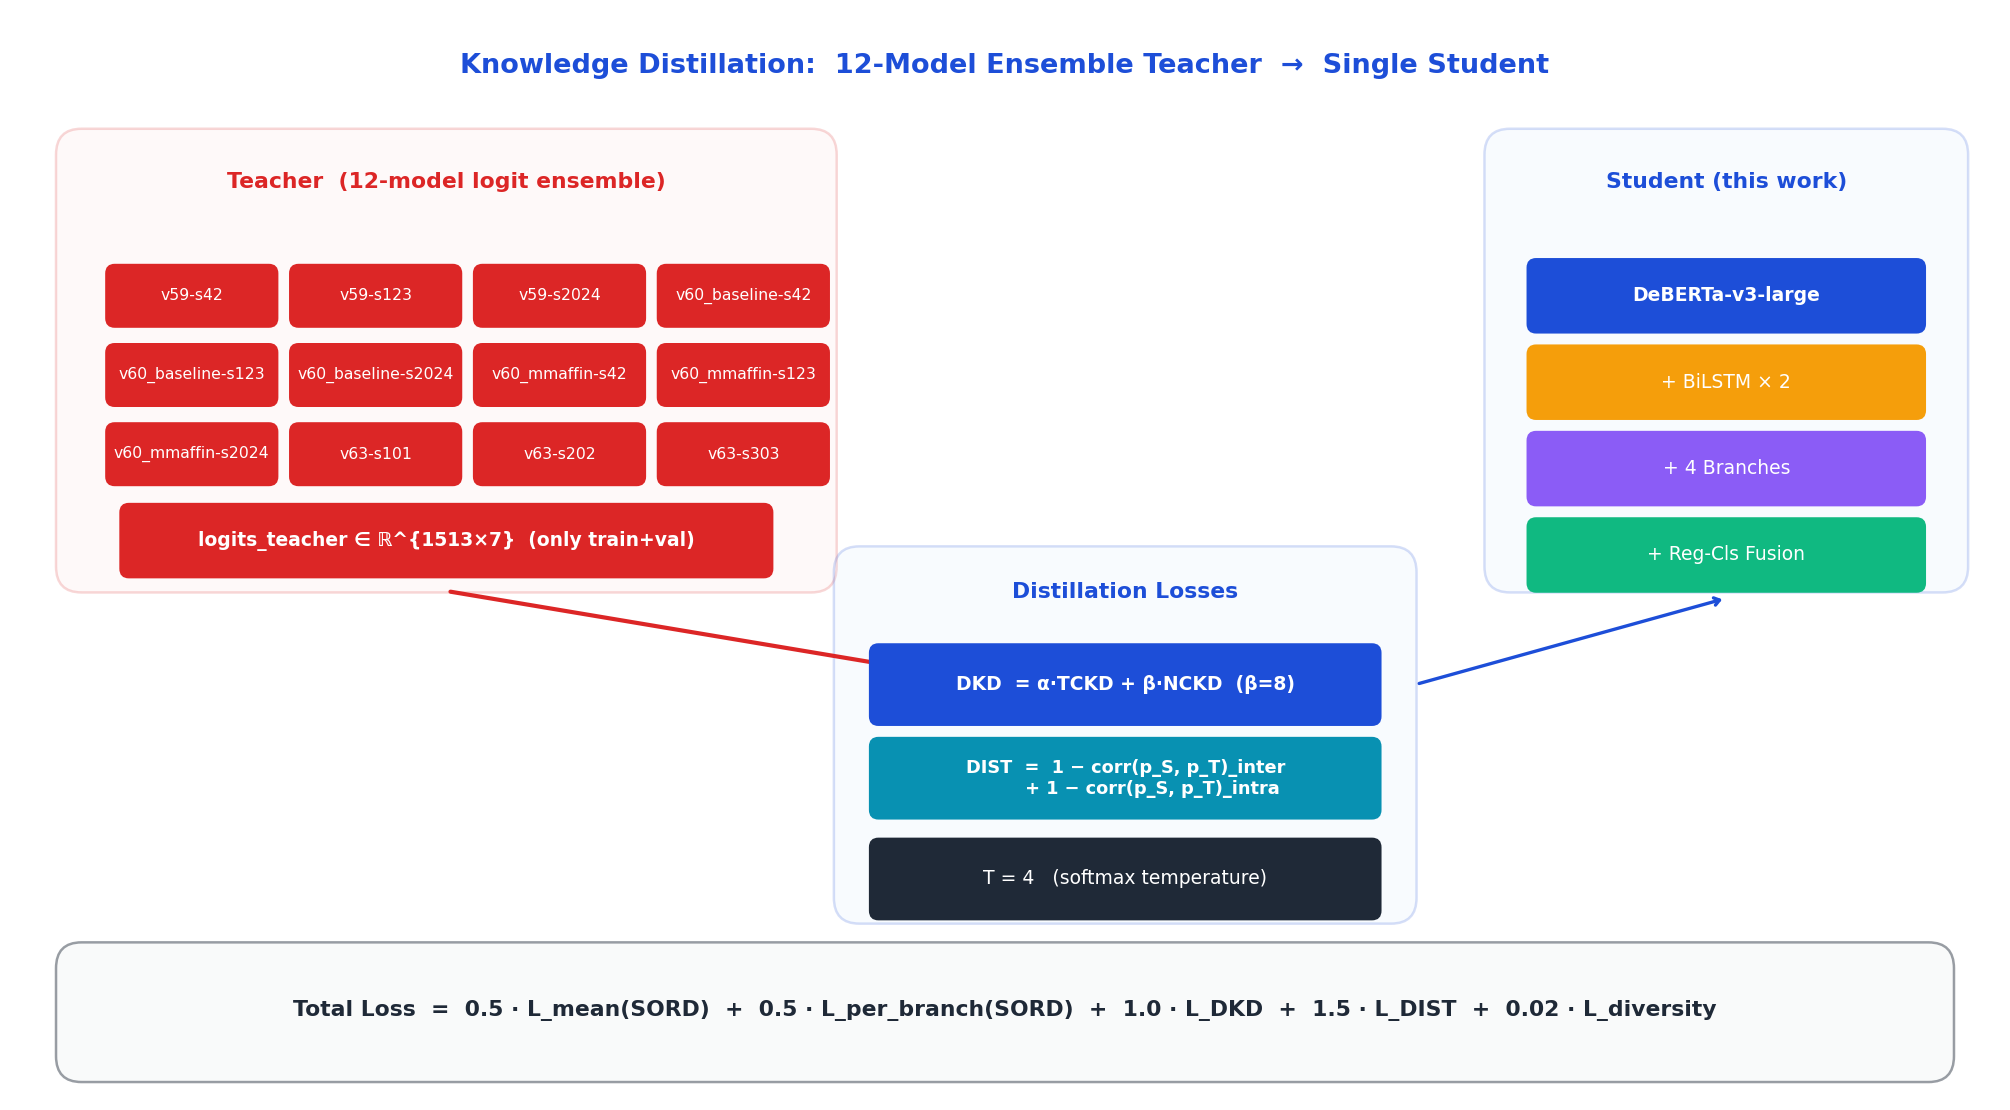 Knowledge Distillation:  12-Model Ensemble Teacher  →  Single Student
Teacher  (12-model logit ensemble)
v59-s42
v59-s123
v59-s2024
v60_baseline-s42
v60_baseline-s123
v60_baseline-s2024
v60_mmaffin-s42
v60_mmaffin-s123
v60_mmaffin-s2024
v63-s101
v63-s202
v63-s303
logits_teacher ∈ ℝ^{1513×7}  (only train+val)
Student (this work)
DeBERTa-v3-large
+ BiLSTM × 2
+ 4 Branches
+ Reg-Cls Fusion
Distillation Losses
DKD  = α·TCKD + β·NCKD  (β=8)
DIST  =  1 − corr(p_S, p_T)_inter
+ 1 − corr(p_S, p_T)_intra
T = 4   (softmax temperature)
Total Loss  =  0.5 · L_mean(SORD)  +  0.5 · L_per_branch(SORD)  +  1.0 · L_DKD  +  1.5 · L_DIST  +  0.02 · L_diversity